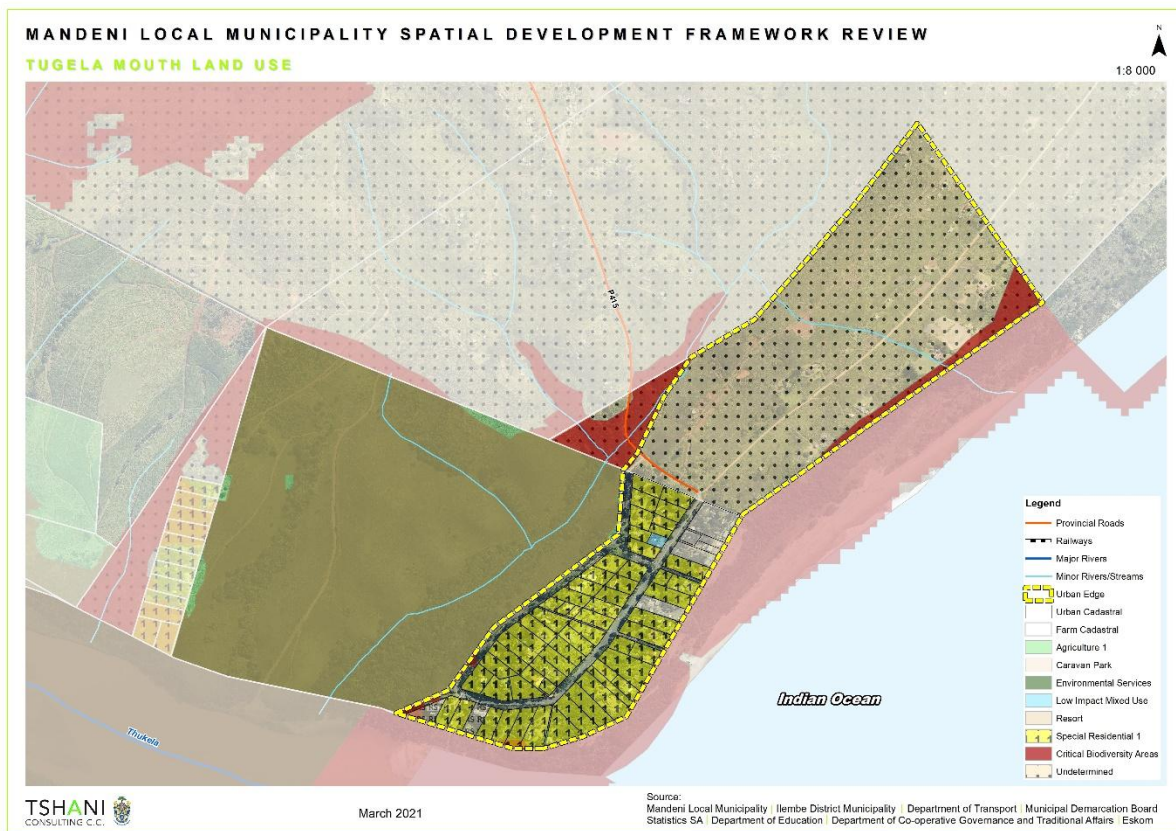 MANDENI LOCAL MUNICIPALITY SPATIAL DEVELOPMENT FRAMEWORK REVIEW
TUGELA MOUTH LAND USE
N
1:8 000
P415
Indian Ocean
Thukela
Legend
Provincial Roads
Railways
Major Rivers
Minor Rivers/Streams
Urban Edge
Urban Cadastral
Farm Cadastral
Agriculture 1
Caravan Park
Environmental Services
Low Impact Mixed Use
Resort
Special Residential 1
Critical Biodiversity Areas
Undetermined
TSHANI
CONSULTING C.C.
March 2021
Source:
Mandeni Local Municipality | Ilembe District Municipality | Department of Transport | Municipal Demarcation Board
Statistics SA | Department of Education | Department of Co-operative Governance and Traditional Affairs | Eskom